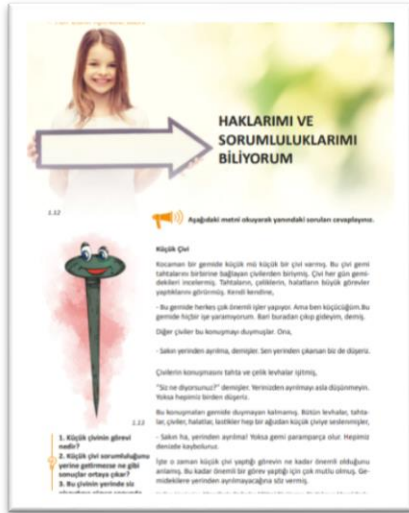 HAKLARIMI VE
SORUMLULUKLARIMI
BİLİYORUM
1.12
Aşağıdaki metni okuyarak yanındaki soruları cevaplayınız.
Küçük Çivi
Kocaman bir gemide küçük mü küçük bir çivi varmış. Bu çivi gemi
tahtalarını birbirine bağlayan çivilerden biriymiş. Çivi her gün gemi-
dekileri incelermiş. Tahtaların, çeliklerin, halatların büyük görevler
yaptıklarını görürmüş. Kendi kendine,
- Bu gemide herkes çok önemli işler yapıyor. Ama ben küçücüğüm.Bu
gemide hiçbir işe yaramıyorum. Bari buradan çıkıp gideyim, demiş.
Diğer çiviler bu konuşmayı duymuşlar. Ona,
- Sakın yerinden ayrılma, demişler. Sen yerinden çıkarsan biz de düşeriz.
Çivilerin konuşmasını tahta ve çelik levhalar işitmiş,
"Siz ne diyorsunuz?" demişler. Yerinizden ayrılmayı asla düşünmeyin.
Yoksa hepimiz birden düşeriz.
Bu konuşmaları gemide duymayan kalmamış. Bütün levhalar, tahta-
lar, çiviler, halatlar, lastikler hep bir ağızdan küçük çiviye seslenmişler,
- Sakın ha, yerinden ayrılma! Yoksa gemi paramparça olur. Hepimiz
denizde kayboluruz.
İşte o zaman küçük çivi yaptığı görevin ne kadar önemli olduğunu
anlamış. Bu kadar önemli bir görev yaptığı için çok mutlu olmuş. Ge-
midekilere yerinden ayrılmayacağına söz vermiş.
1.13
1. Küçük çivinin görevi
nedir?
2. Küçük çivi sorumluluğunu
yerine getirmezse ne gibi
sonuçlar ortaya çıkar?
3. Bu çivinin yerinde siz